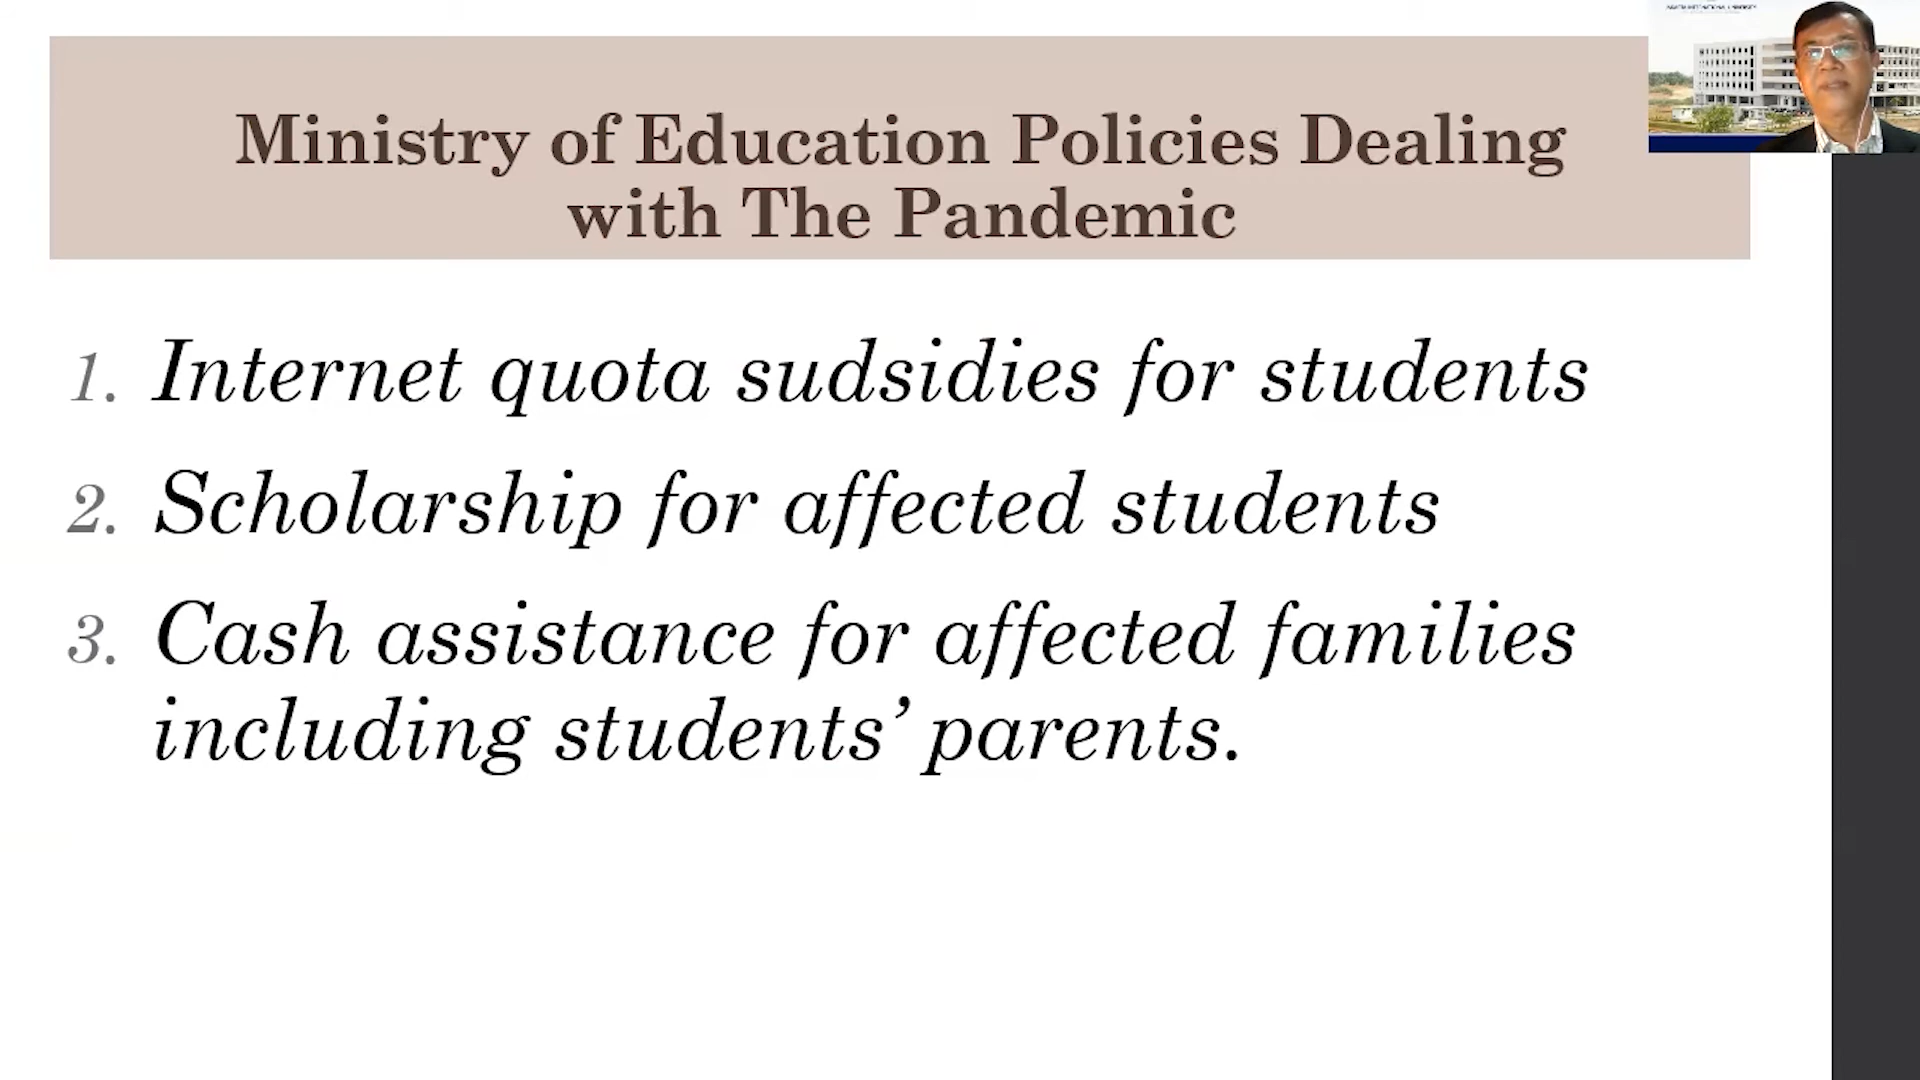 Ministry of Education Policies Dealing
with The Pandemic
1. Internet quota sudsidies for students
2. Scholarship for affected students
3. Cash assistance for affected families
including students’ parents.